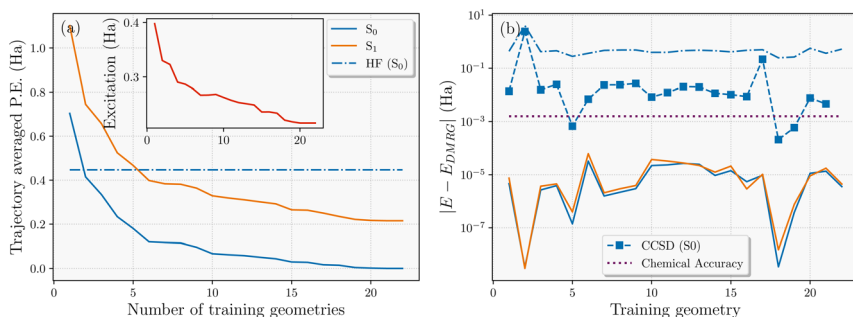 (a)
Trajectory averaged P.E. (Ha)
1.0
0.8
0.6
0.4
0.2
0.0
0 5 10 15 20
Number of training geometries
Excitation (Ha)
0.4
0.3
0 10 20
S₀
S₁
HF (S₀)
(b)
|E − E_DMRG| (Ha)
10¹
10⁻¹
10⁻³
10⁻⁵
10⁻⁷
0 5 10 15 20
Training geometry
CCSD (S0)
Chemical Accuracy